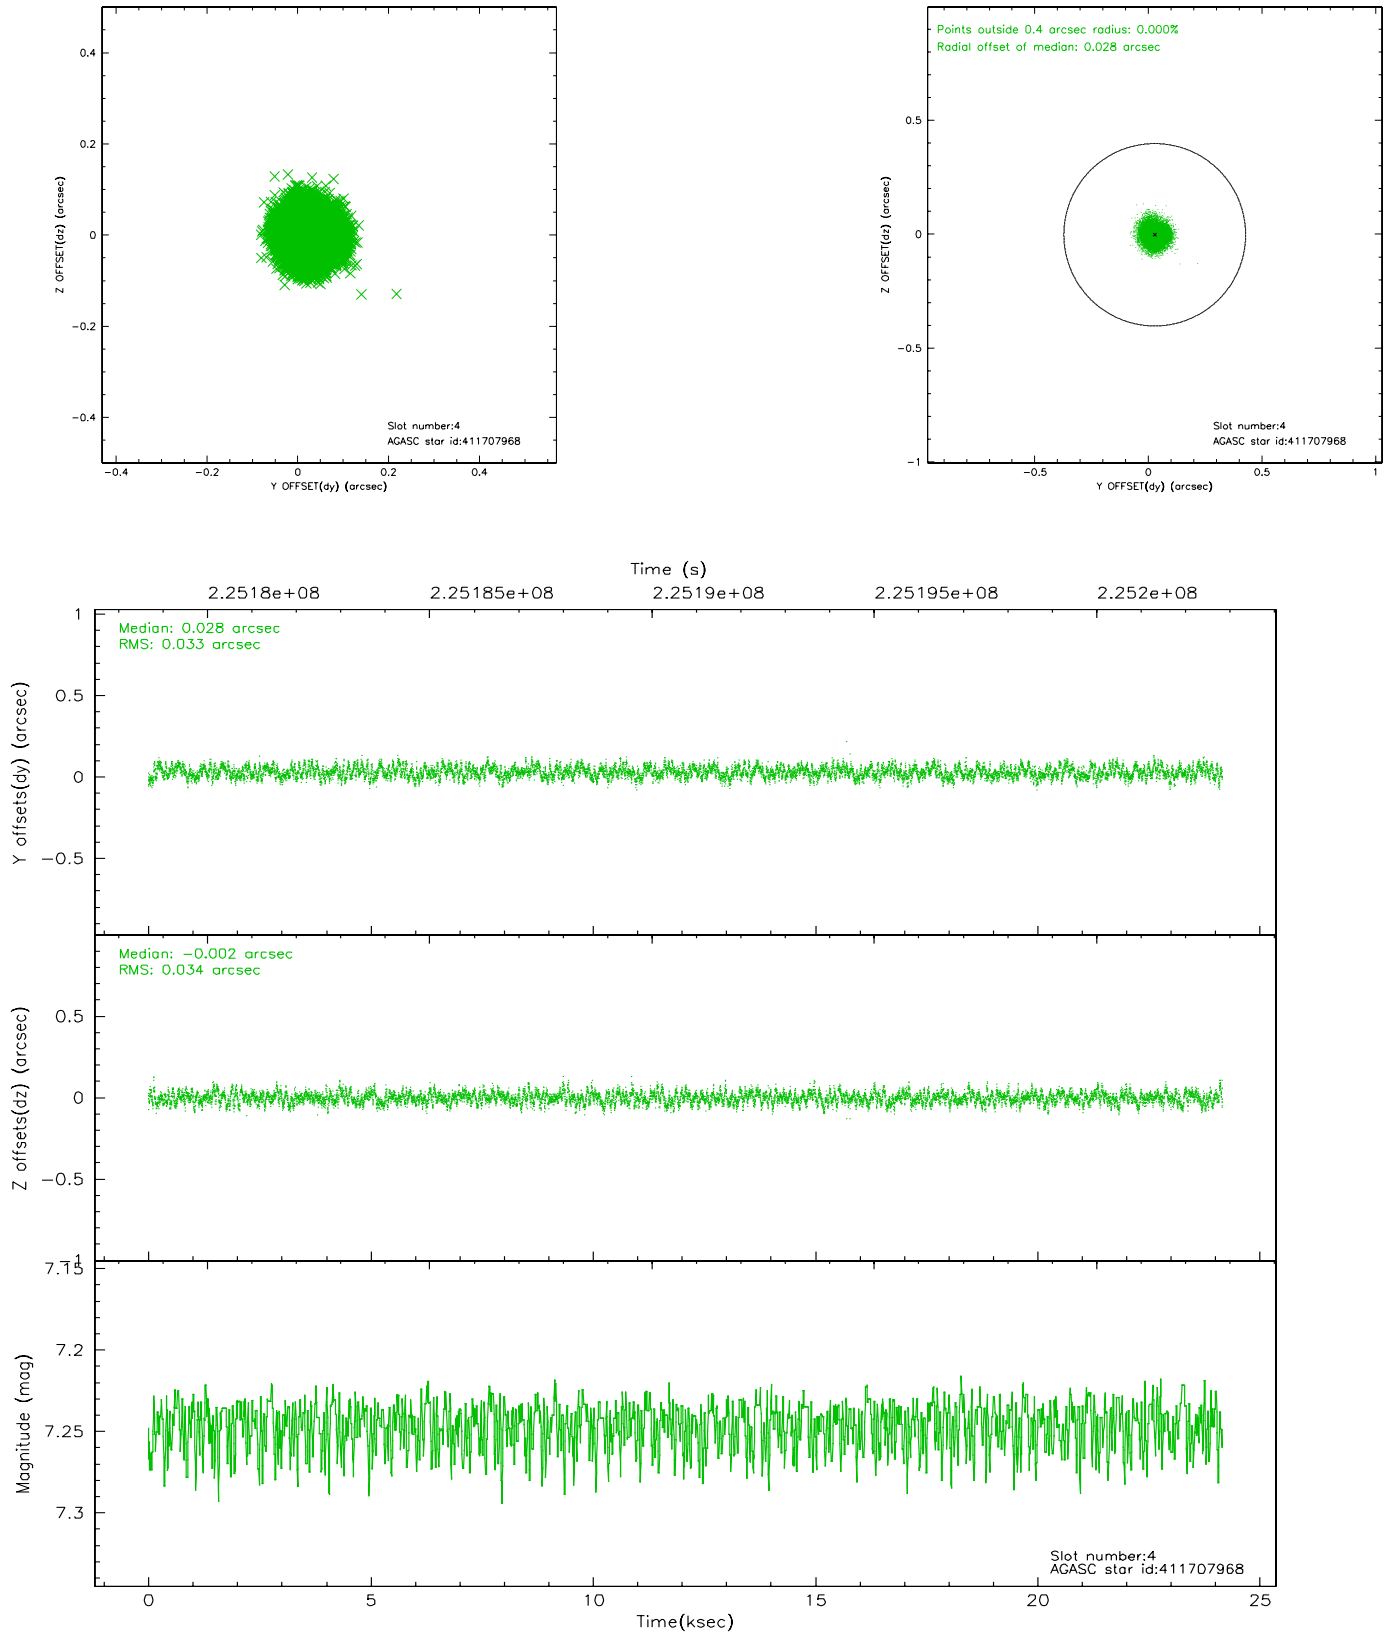 0.4
0.2
0
−0.2
−0.4
Z OFFSET(dz) (arcsec)
Slot number:4
AGASC star id:411707968
−0.4 −0.2 0 0.2 0.4
Y OFFSET(dy) (arcsec)
Points outside 0.4 arcsec radius: 0.000%
Radial offset of median: 0.028 arcsec
0.5
0
−0.5
−1
Z OFFSET(dz) (arcsec)
Slot number:4
AGASC star id:411707968
−0.5 0 0.5 1
Y OFFSET(dy) (arcsec)
Time (s)
2.2518e+08 2.25185e+08 2.2519e+08 2.25195e+08 2.252e+08
Median: 0.028 arcsec
RMS: 0.033 arcsec
1
0.5
0
−0.5
Y offsets(dy) (arcsec)
Median: −0.002 arcsec
RMS: 0.034 arcsec
0.5
0
−0.5
−1
Z offsets(dz) (arcsec)
7.15
7.2
7.25
7.3
Magnitude (mag)
Slot number:4
AGASC star id:411707968
0 5 10 15 20 25
Time(ksec)